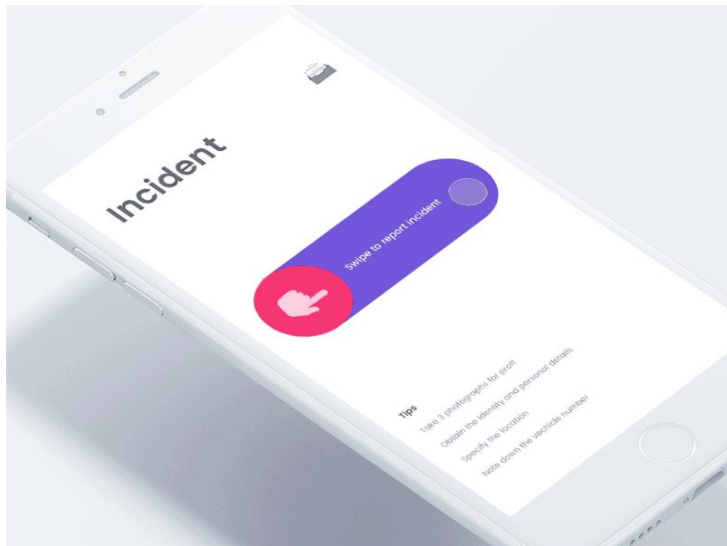 Incident
Swipe to report incident
Tips
Take 3 photographs for proff
Obtain the identity and personal details
Specify the location
Note down the vechicle number